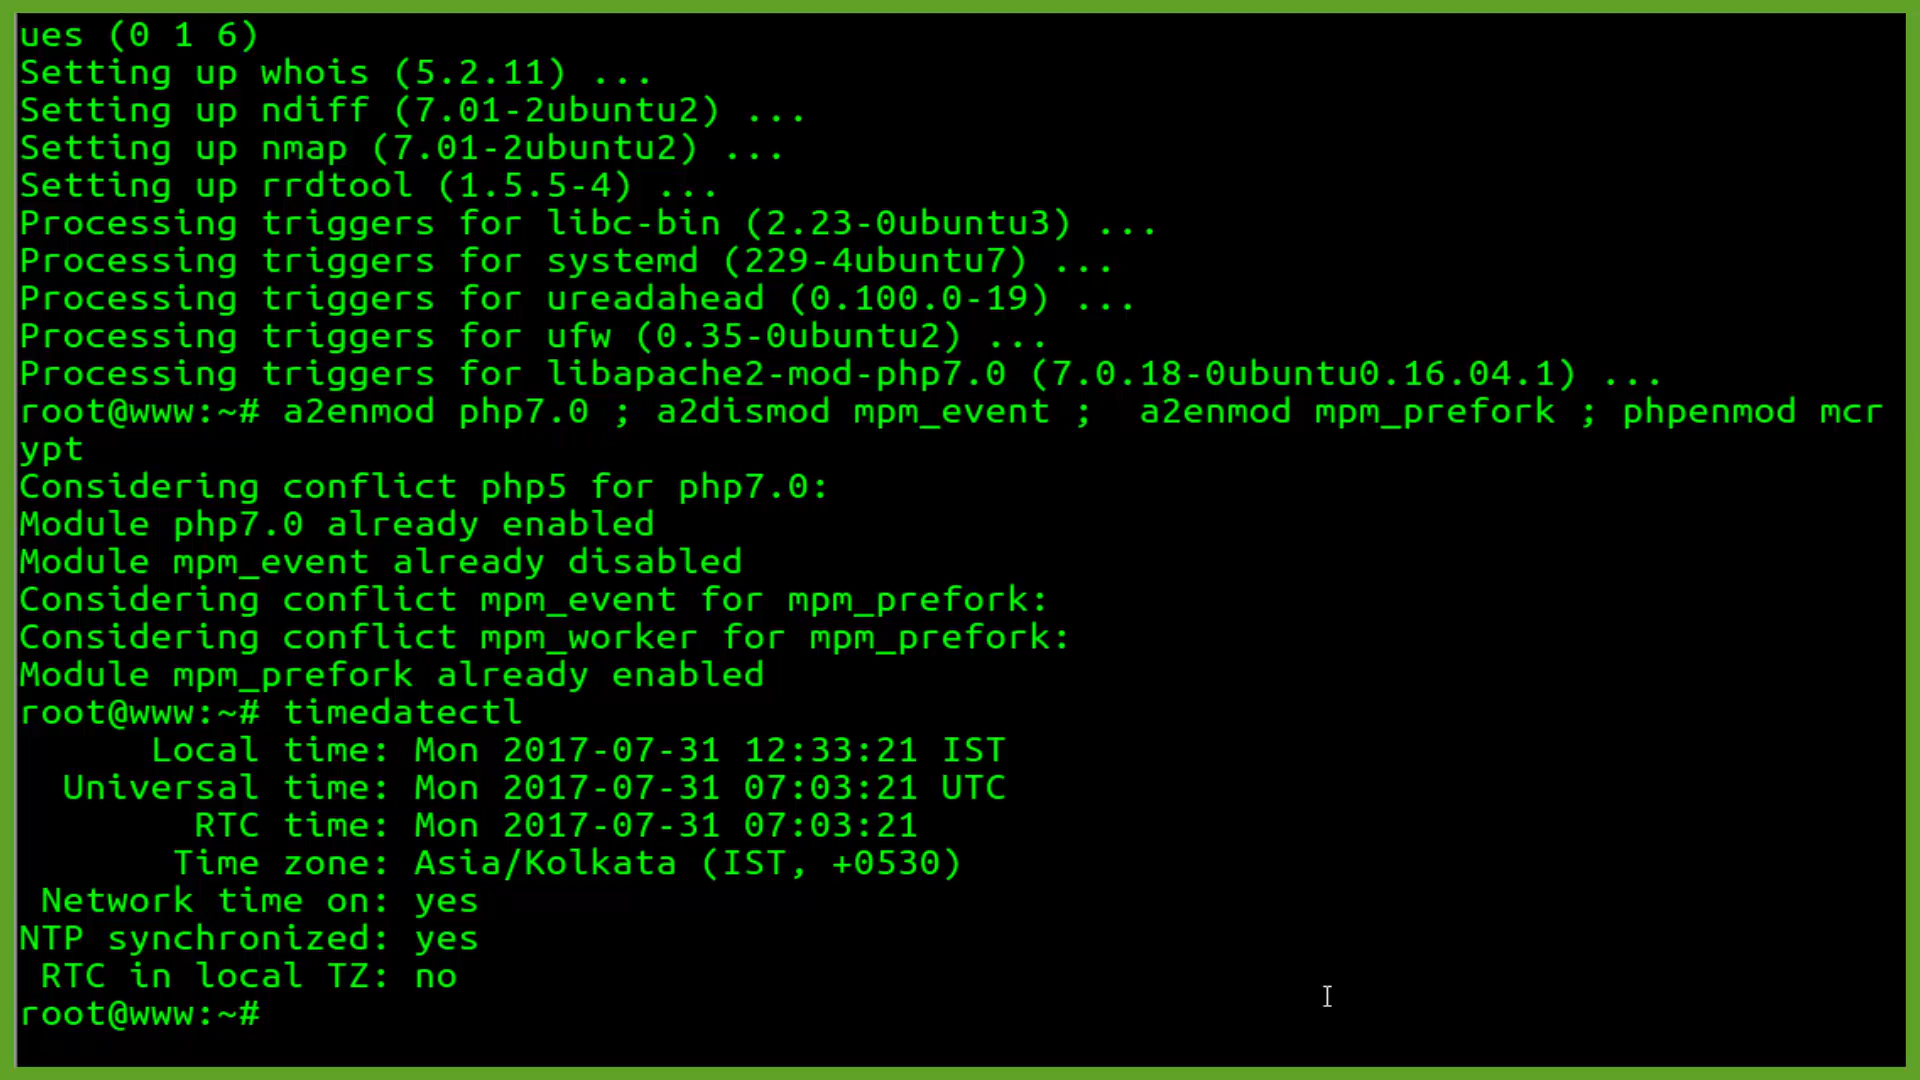 ues (0 1 6)
Setting up whois (5.2.11) ...
Setting up ndiff (7.01-2ubuntu2) ...
Setting up nmap (7.01-2ubuntu2) ...
Setting up rrdtool (1.5.5-4) ...
Processing triggers for libc-bin (2.23-0ubuntu3) ...
Processing triggers for systemd (229-4ubuntu7) ...
Processing triggers for ureadahead (0.100.0-19) ...
Processing triggers for ufw (0.35-0ubuntu2) ...
Processing triggers for libapache2-mod-php7.0 (7.0.18-0ubuntu0.16.04.1) ...
root@www:~# a2enmod php7.0 ; a2dismod mpm_event ;  a2enmod mpm_prefork ; phpenmod mcr
ypt
Considering conflict php5 for php7.0:
Module php7.0 already enabled
Module mpm_event already disabled
Considering conflict mpm_event for mpm_prefork:
Considering conflict mpm_worker for mpm_prefork:
Module mpm_prefork already enabled
root@www:~# timedatectl
      Local time: Mon 2017-07-31 12:33:21 IST
  Universal time: Mon 2017-07-31 07:03:21 UTC
        RTC time: Mon 2017-07-31 07:03:21
       Time zone: Asia/Kolkata (IST, +0530)
 Network time on: yes
NTP synchronized: yes
 RTC in local TZ: no
root@www:~#